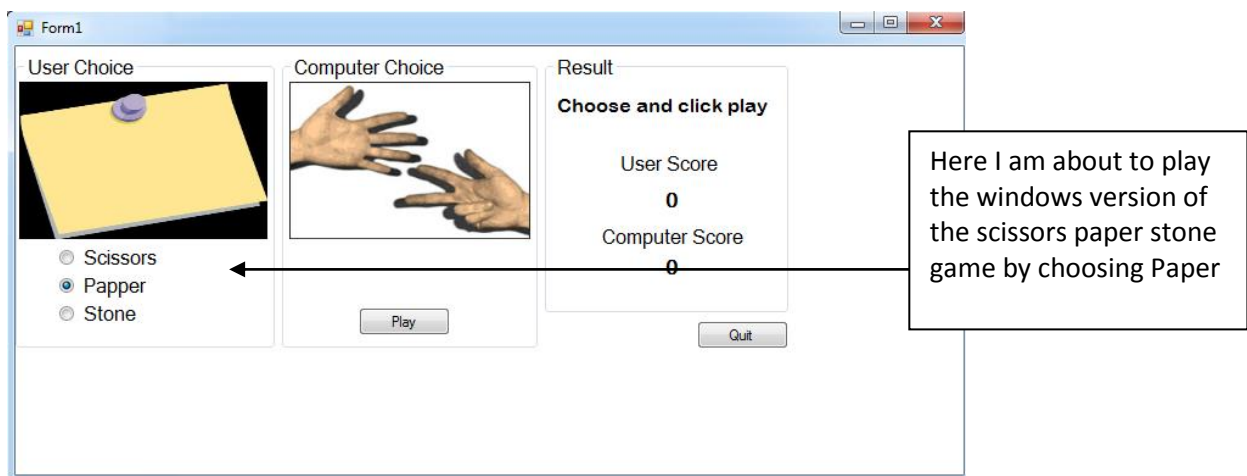 Form1
User Choice
Scissors
Papper
Stone
Computer Choice
Play
Result
Choose and click play
User Score
0
Computer Score
0
Quit
Here I am about to play
the windows version of
the scissors paper stone
game by choosing Paper